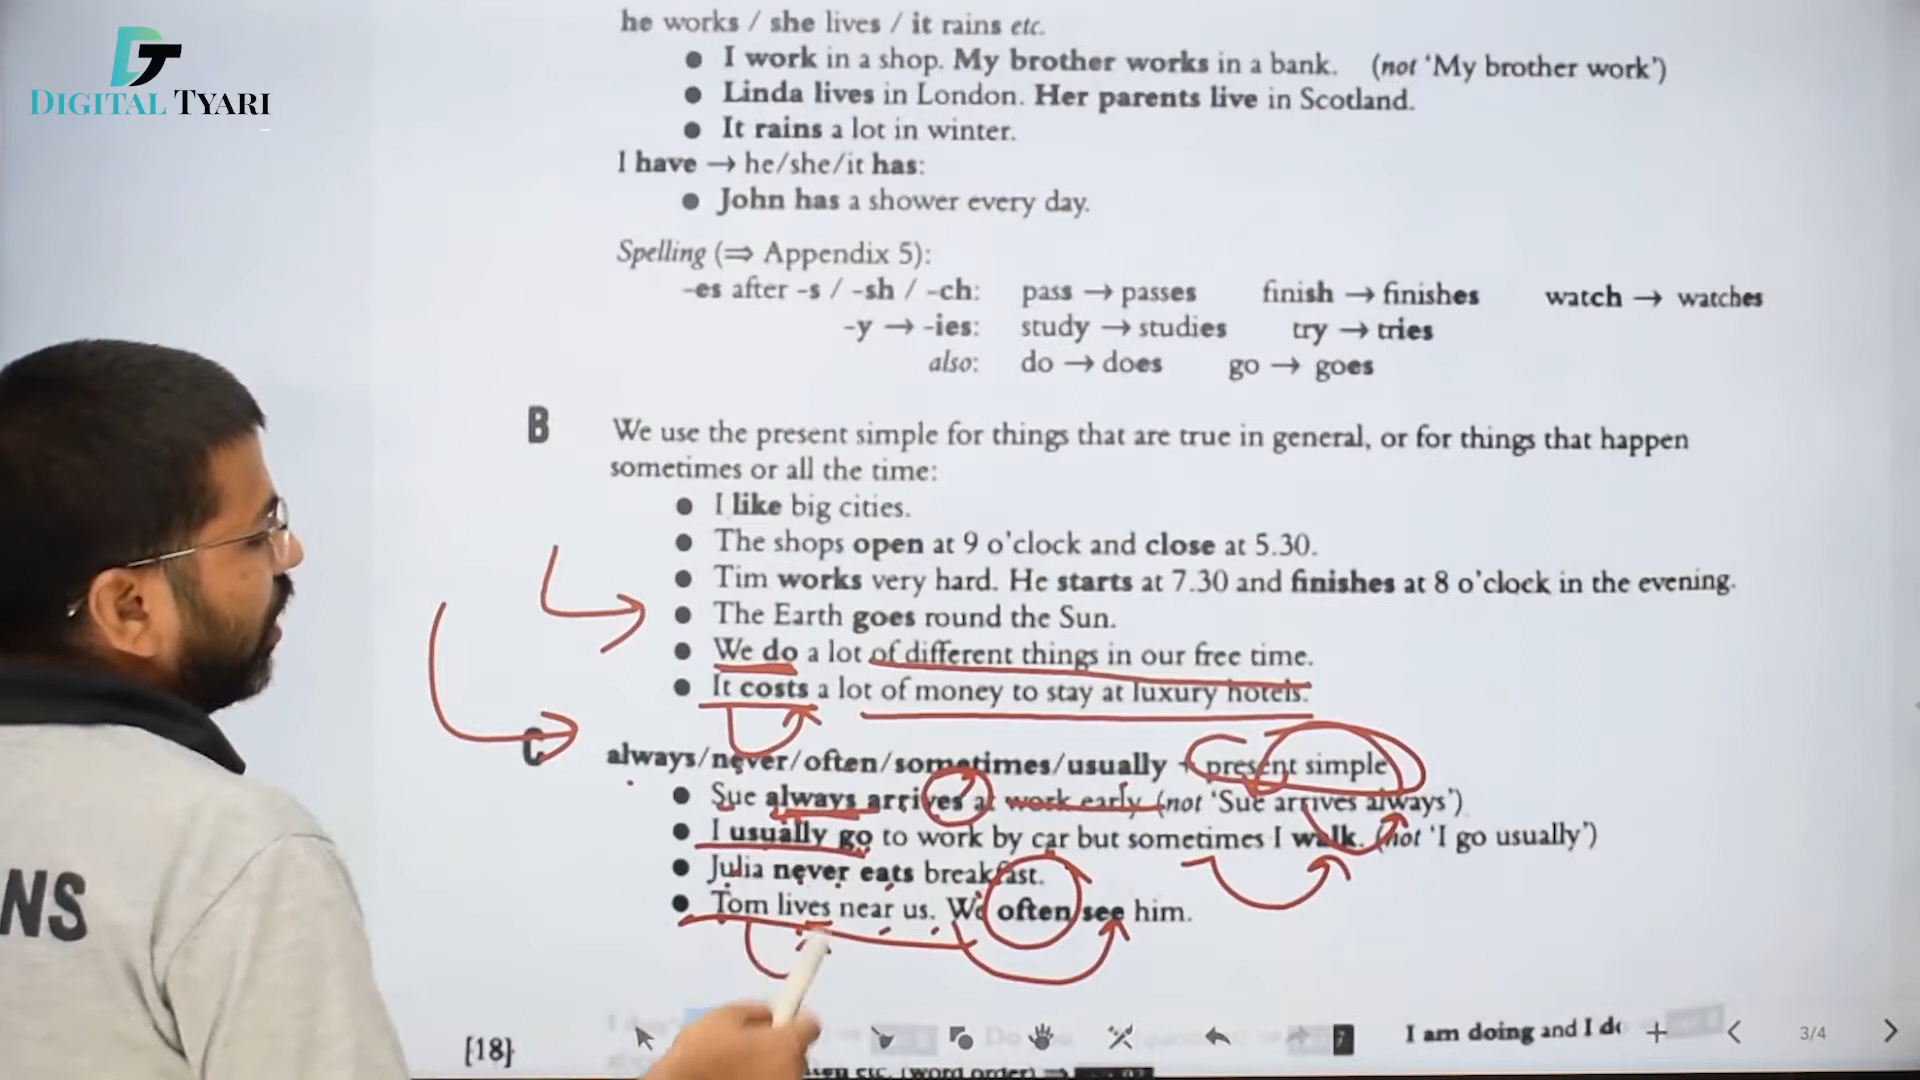 DIGITAL TYARI
he works / she lives / it rains etc.
● I work in a shop. My brother works in a bank. (not ‘My brother work’)
● Linda lives in London. Her parents live in Scotland.
● It rains a lot in winter.
I have → he/she/it has:
● John has a shower every day.
Spelling (⇒ Appendix 5):
-es after -s / -sh / -ch: pass → passes finish → finishes watch → watches
-y → -ies: study → studies try → tries
also: do → does go → goes
B We use the present simple for things that are true in general, or for things that happen
sometimes or all the time:
● I like big cities.
● The shops open at 9 o’clock and close at 5.30.
● Tim works very hard. He starts at 7.30 and finishes at 8 o’clock in the evening.
● The Earth goes round the Sun.
● We do a lot of different things in our free time.
● It costs a lot of money to stay at luxury hotels.
C always/never/often/sometimes/usually + present simple
● Sue always arrives at work early (not ‘Sue arrives always’)
● I usually go to work by car but sometimes I walk. (not ‘I go usually’)
● Julia never eats breakfast.
● Tom lives near us. We often see him.
NS
[18]
I am doing and I do
3/4
(word order) ⇒